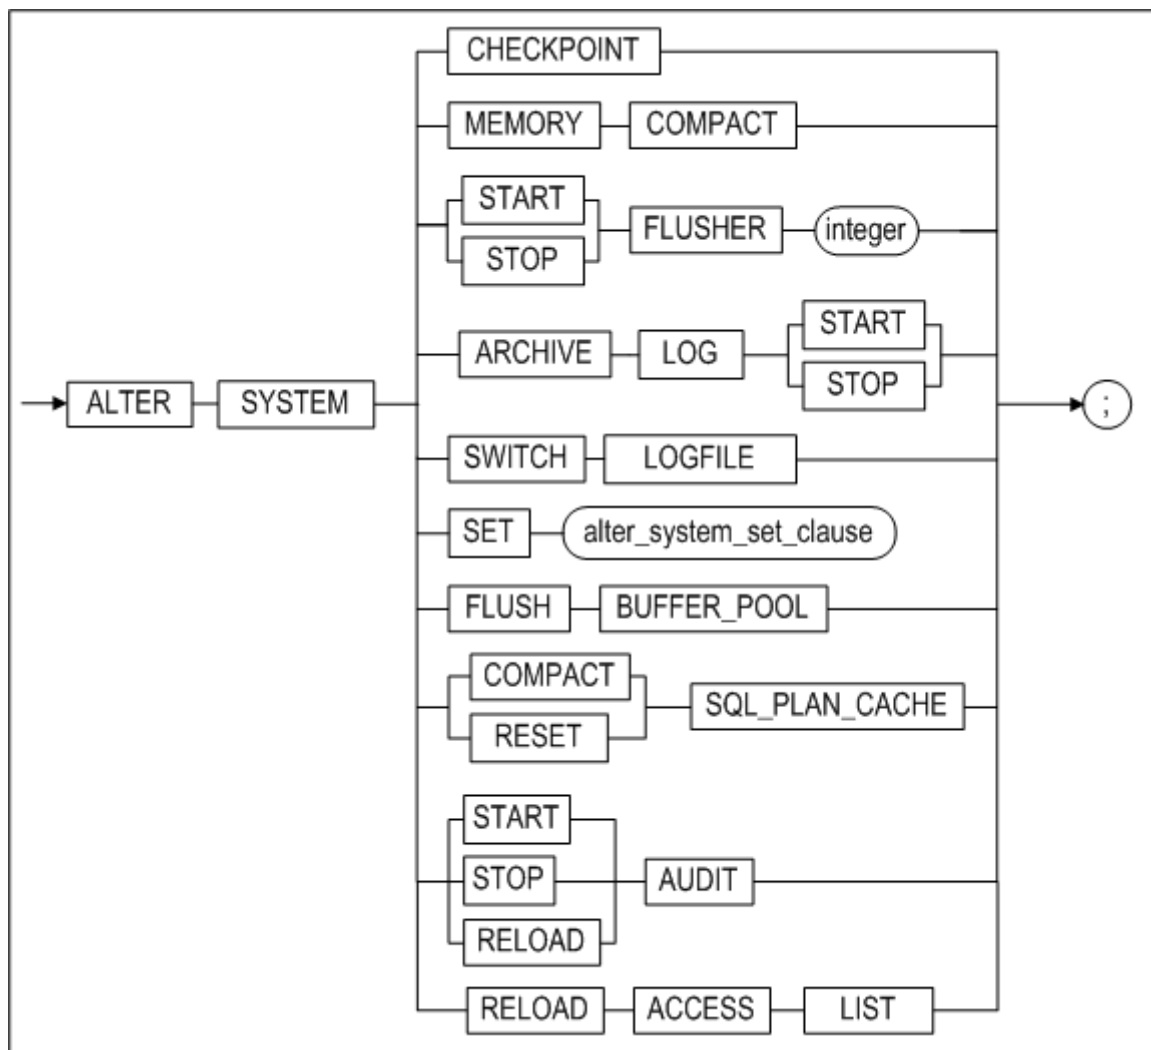 CHECKPOINT
MEMORY COMPACT
START
STOP
FLUSHER integer
ARCHIVE LOG
START
STOP
ALTER SYSTEM
;
SWITCH LOGFILE
SET alter_system_set_clause
FLUSH BUFFER_POOL
COMPACT
RESET
SQL_PLAN_CACHE
START
STOP
RELOAD
AUDIT
RELOAD ACCESS LIST